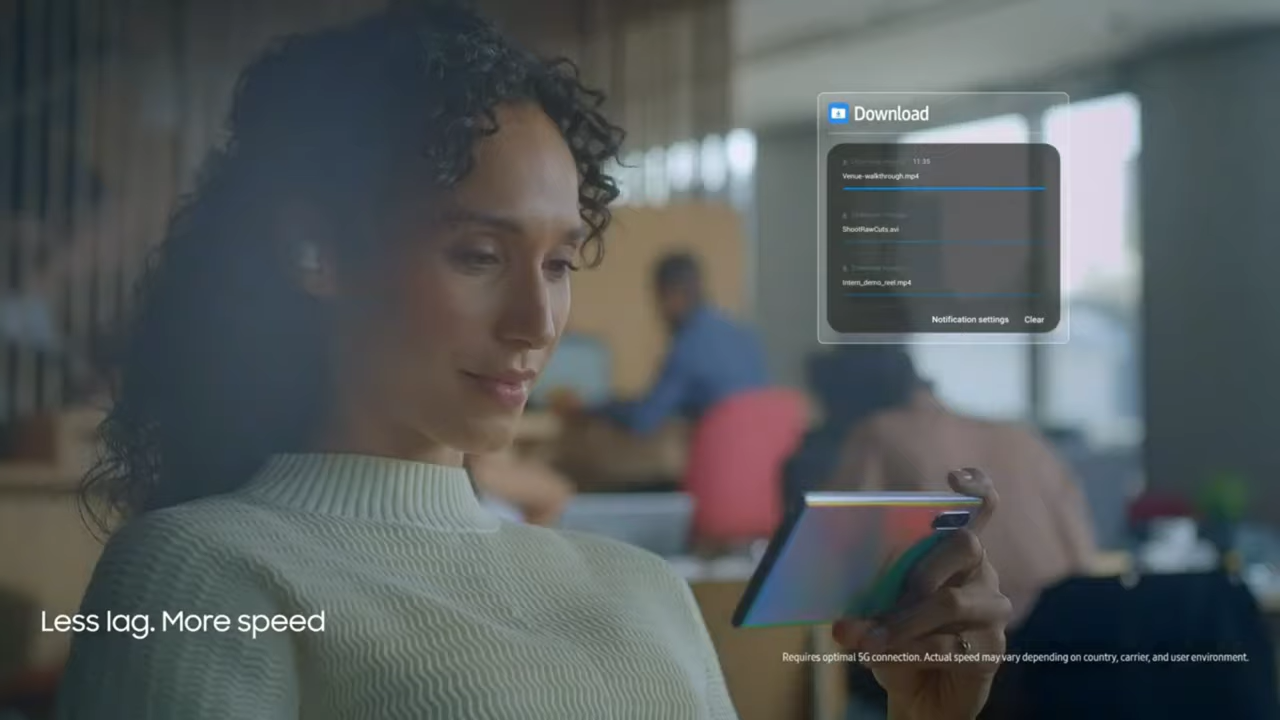 Download
11:35
Venue-walkthrough.mp4
ShootRawCuts.avi
Intern_demo_reel.mp4
Notification settings Clear
Less lag. More speed
Requires optimal 5G connection. Actual speed may vary depending on country, carrier, and user environment.